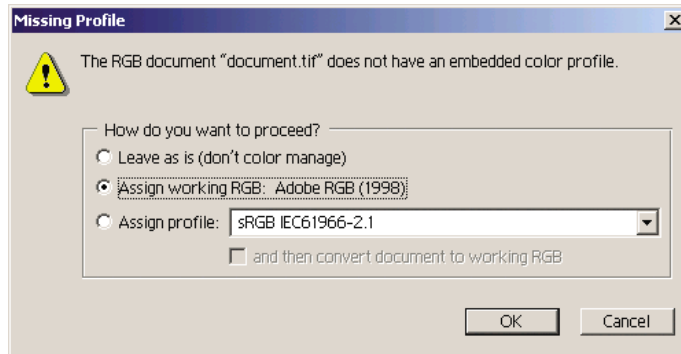 Missing Profile
The RGB document "document.tif" does not have an embedded color profile.
How do you want to proceed?
Leave as is (don't color manage)
Assign working RGB: Adobe RGB (1998)
Assign profile: sRGB IEC61966-2.1
and then convert document to working RGB
OK Cancel